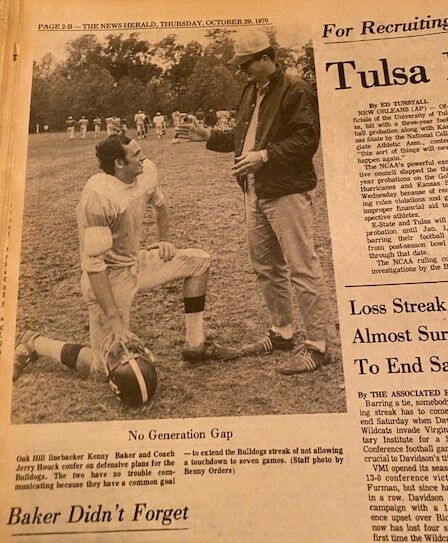 PAGE 2-B — THE NEWS HERALD, THURSDAY, OCTOBER 29, 1970
No Generation Gap
Oak Hill linebacker Kenny Baker and Coach
Jerry Houck confer on defensive plans for the
Bulldogs. The two have no trouble com-
municating because they have a common goal
— to extend the Bulldogs streak of not allowing
a touchdown to seven games. (Staff photo by
Benny Orders)
Baker Didn't Forget
For Recruiting
Tulsa
By ED TUNSTALL
NEW ORLEANS (AP) — Of-
ficials of the University of Tul
sa, hit with a three-year foot
ball probation along with Kan
sas State by the National Coll
giate Athletic Assn., conten
"this sort of things will nev
happen again."
The NCAA's powerful exe
tive council slapped the th
year probations on the Gol
Hurricanes and Kansas
Wednesday because of rec
ing rules violations and g
improper financial aid to
spective athletes.
K-State and Tulsa will
probation until Jan. 1,
barring their football
from post-season bowl
through that date.
The NCAA ruling c
investigations by the
Loss Streak
Almost Sur
To End Sa
By THE ASSOCIATED
Barring a tie, somebody
ing streak has to come
end Saturday when Dav
Wildcats invade Virgin
tary Institute for a S
Conference football gam
crucial to Davidson's ti
VMI opened its seas
13-0 conference vict
Furman, but since ha
in a row. Davidson
campaign with a 1
ence upset over Ric
now has lost four s
first time the Wildc